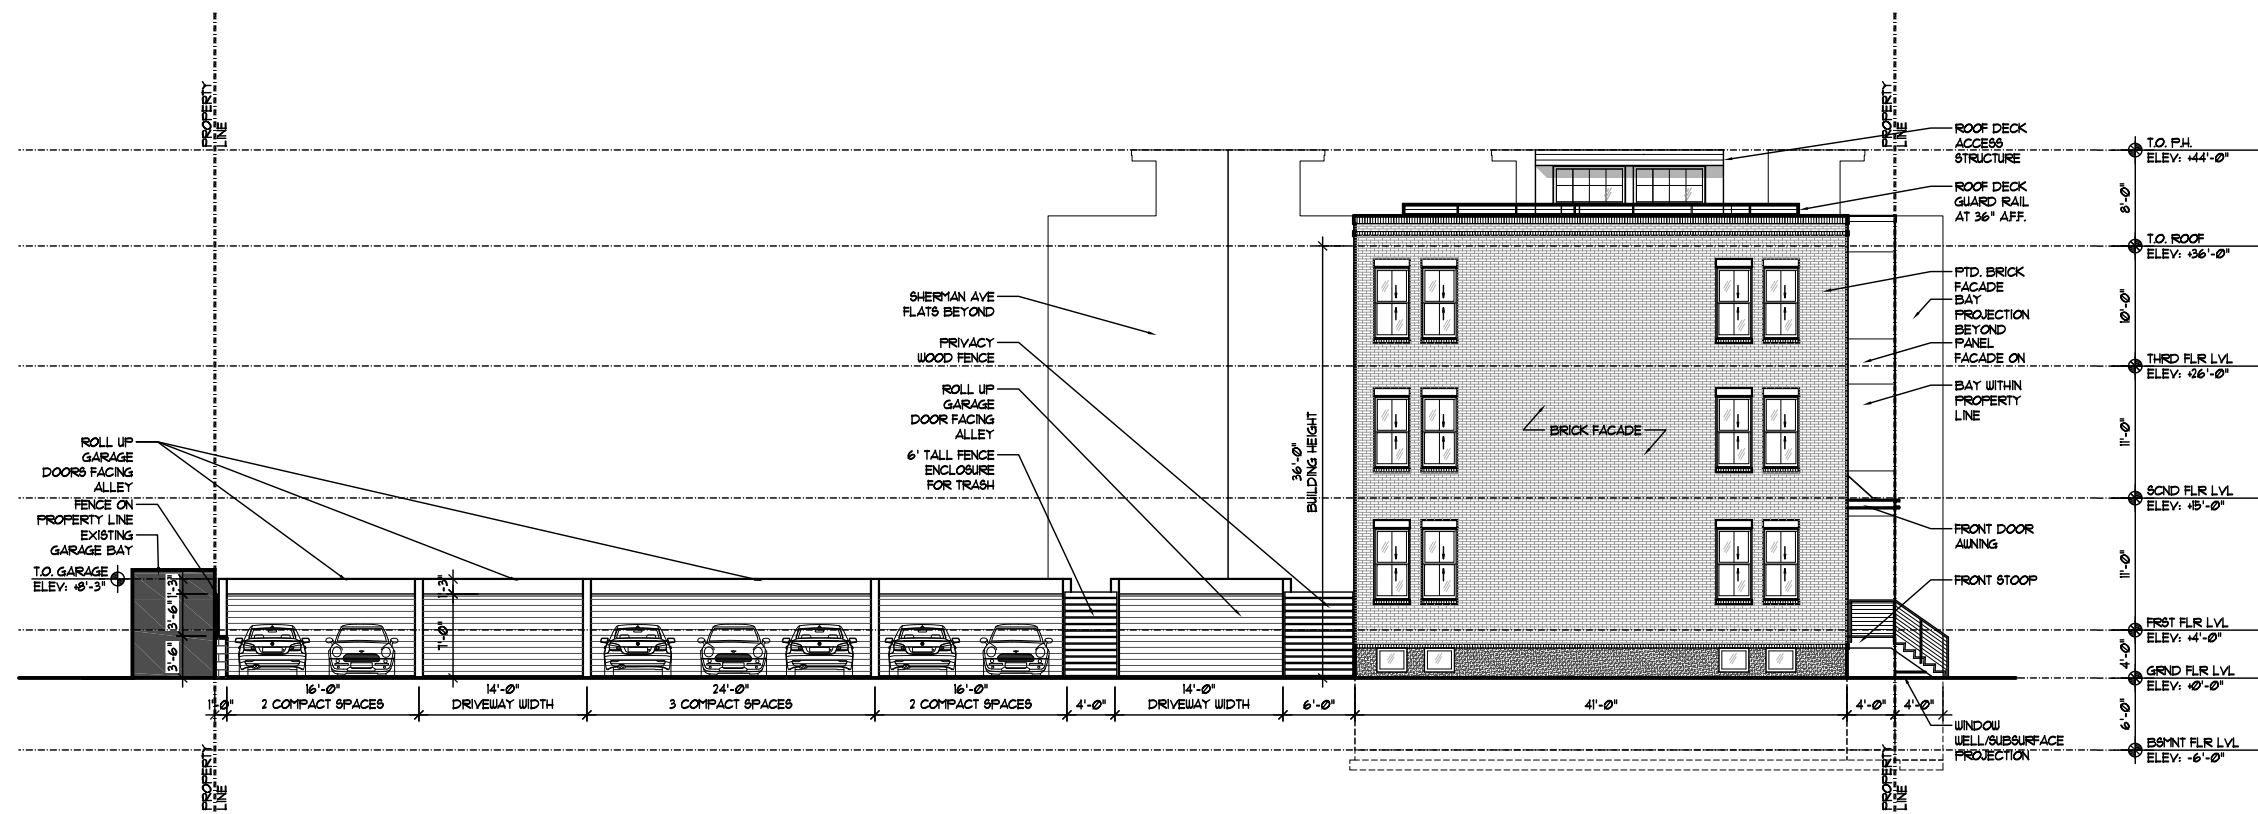 PROPERTY
LINE
PROPERTY
LINE
ROOF DECK
ACCESS
STRUCTURE
T.O. P.H.
ELEV: +44'-0"
ROOF DECK
GUARD RAIL
AT 36" A.F.F.
8'-0"
T.O. ROOF
ELEV: +36'-0"
PTD. BRICK
FACADE
BAY
PROJECTION
BEYOND
PANEL
FACADE ON
10'-0"
THRD FLR LVL
ELEV: +26'-0"
BAY WITHIN
PROPERTY
LINE
SHERMAN AVE
FLATS BEYOND
PRIVACY
WOOD FENCE
ROLL UP
GARAGE
DOOR FACING
ALLEY
6' TALL FENCE
ENCLOSURE
FOR TRASH
36'-0"
BUILDING HEIGHT
BRICK FACADE
11'-0"
SCND FLR LVL
ELEV: +15'-0"
FRONT DOOR
AWNING
11'-0"
FRONT STOOP
ROLL UP
GARAGE
DOORS FACING
ALLEY
FENCE ON
PROPERTY LINE
EXISTING
GARAGE BAY
T.O. GARAGE
ELEV: +8'-3"
1'-3"
3'-6"
3'-6"
1'-3"
7'-0"
FRST FLR LVL
ELEV: +4'-0"
4'-0"
GRND FLR LVL
ELEV: +0'-0"
1'-0"
16'-0"
2 COMPACT SPACES
14'-0"
DRIVEWAY WIDTH
24'-0"
3 COMPACT SPACES
16'-0"
2 COMPACT SPACES
4'-0"
14'-0"
DRIVEWAY WIDTH
6'-0"
41'-0"
4'-0"
4'-0"
6'-0"
WINDOW
WELL/SUBSURFACE
PROJECTION
BSMNT FLR LVL
ELEV: -6'-0"
PROPERTY
LINE
PROPERTY
LINE